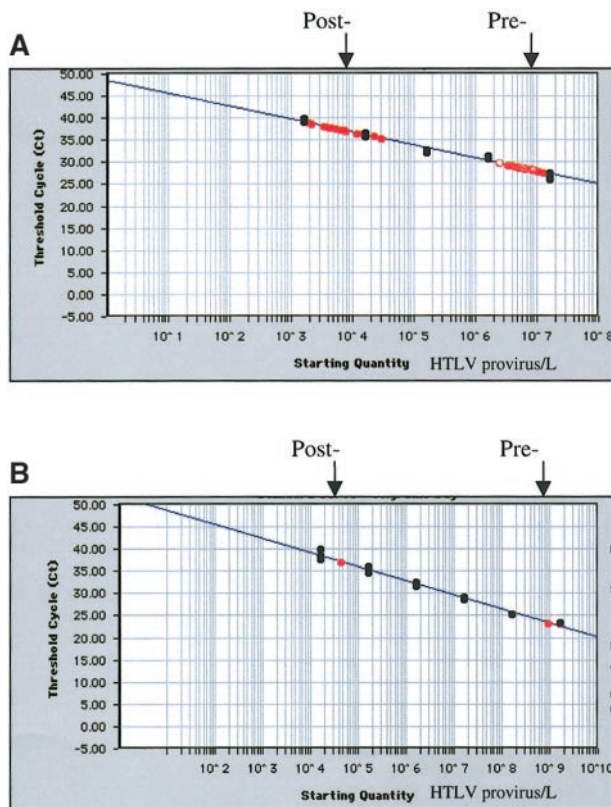 A
Post-
Pre-
50.00
45.00
40.00
35.00
30.00
25.00
20.00
15.00
10.00
5.00
0.00
-5.00
Threshold Cycle (Ct)
10^1 10^2 10^3 10^4 10^5 10^6 10^7 10^8
Starting Quantity HTLV provirus/L
B
Post-
Pre-
50.00
45.00
40.00
35.00
30.00
25.00
20.00
15.00
10.00
5.00
0.00
-5.00
Threshold Cycle (Ct)
10^2 10^3 10^4 10^5 10^6 10^7 10^8 10^9 10^10
Starting Quantity HTLV provirus/L